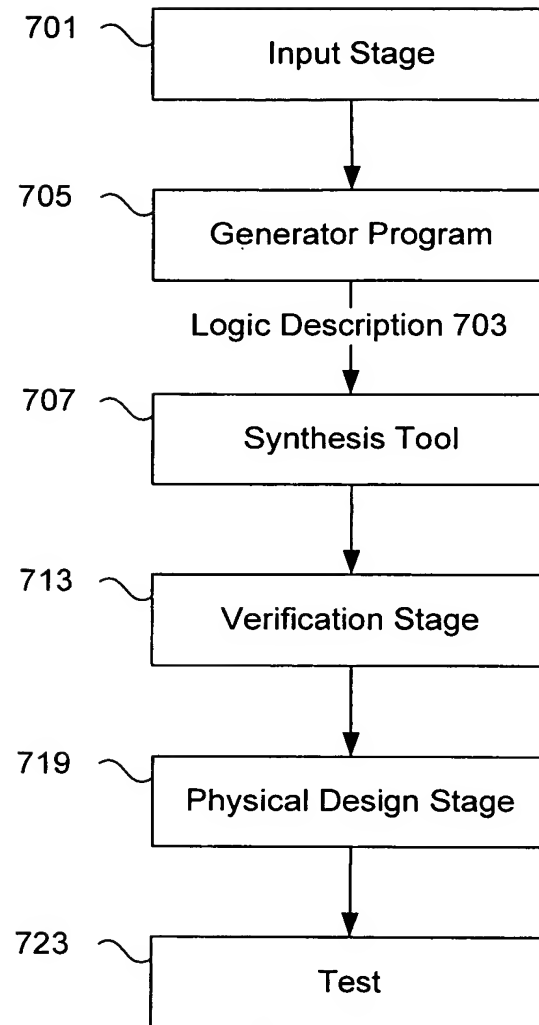 701
Input Stage
705
Generator Program
Logic Description 703
707
Synthesis Tool
713
Verification Stage
719
Physical Design Stage
723
Test